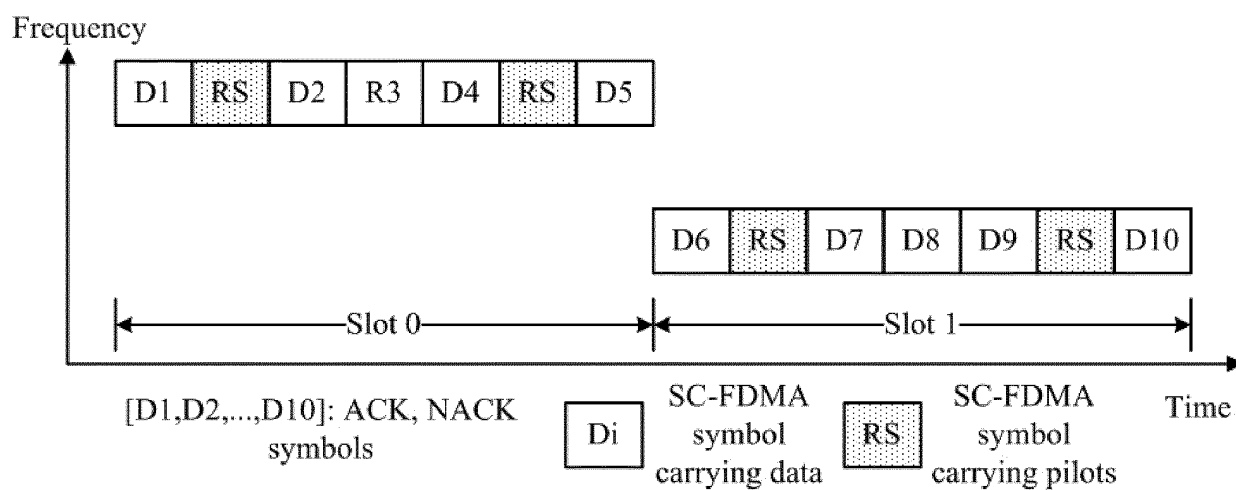 Frequency
D1 RS D2 R3 D4 RS D5
D6 RS D7 D8 D9 RS D10
Slot 0 Slot 1
[D1,D2,...,D10]: ACK, NACK
symbols
Di
SC-FDMA
symbol
carrying data
RS
SC-FDMA
symbol
carrying pilots
Time